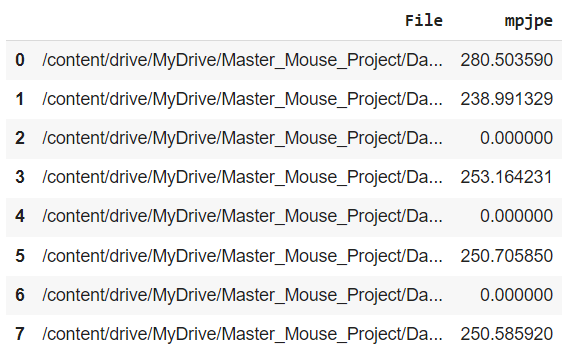 File mpjpe
0 /content/drive/MyDrive/Master_Mouse_Project/Da... 280.503590
1 /content/drive/MyDrive/Master_Mouse_Project/Da... 238.991329
2 /content/drive/MyDrive/Master_Mouse_Project/Da... 0.000000
3 /content/drive/MyDrive/Master_Mouse_Project/Da... 253.164231
4 /content/drive/MyDrive/Master_Mouse_Project/Da... 0.000000
5 /content/drive/MyDrive/Master_Mouse_Project/Da... 250.705850
6 /content/drive/MyDrive/Master_Mouse_Project/Da... 0.000000
7 /content/drive/MyDrive/Master_Mouse_Project/Da... 250.585920